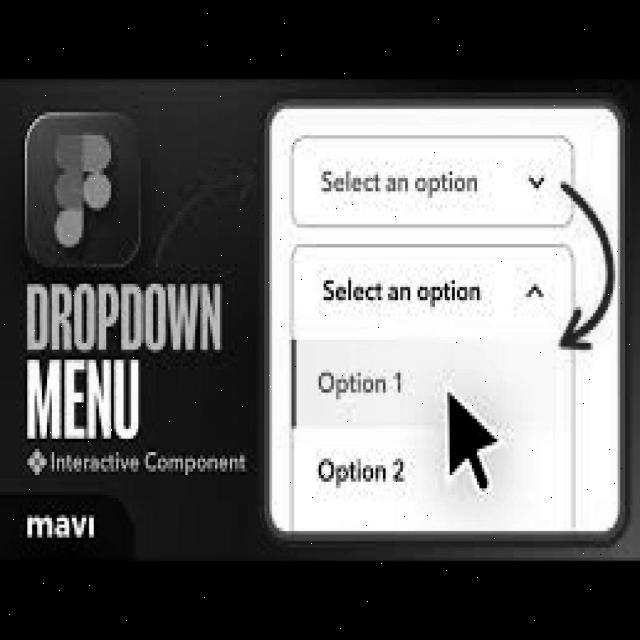 DROPDOWN
MENU
Interactive Component
mavi
Select an option
Select an option
Option 1
Option 2